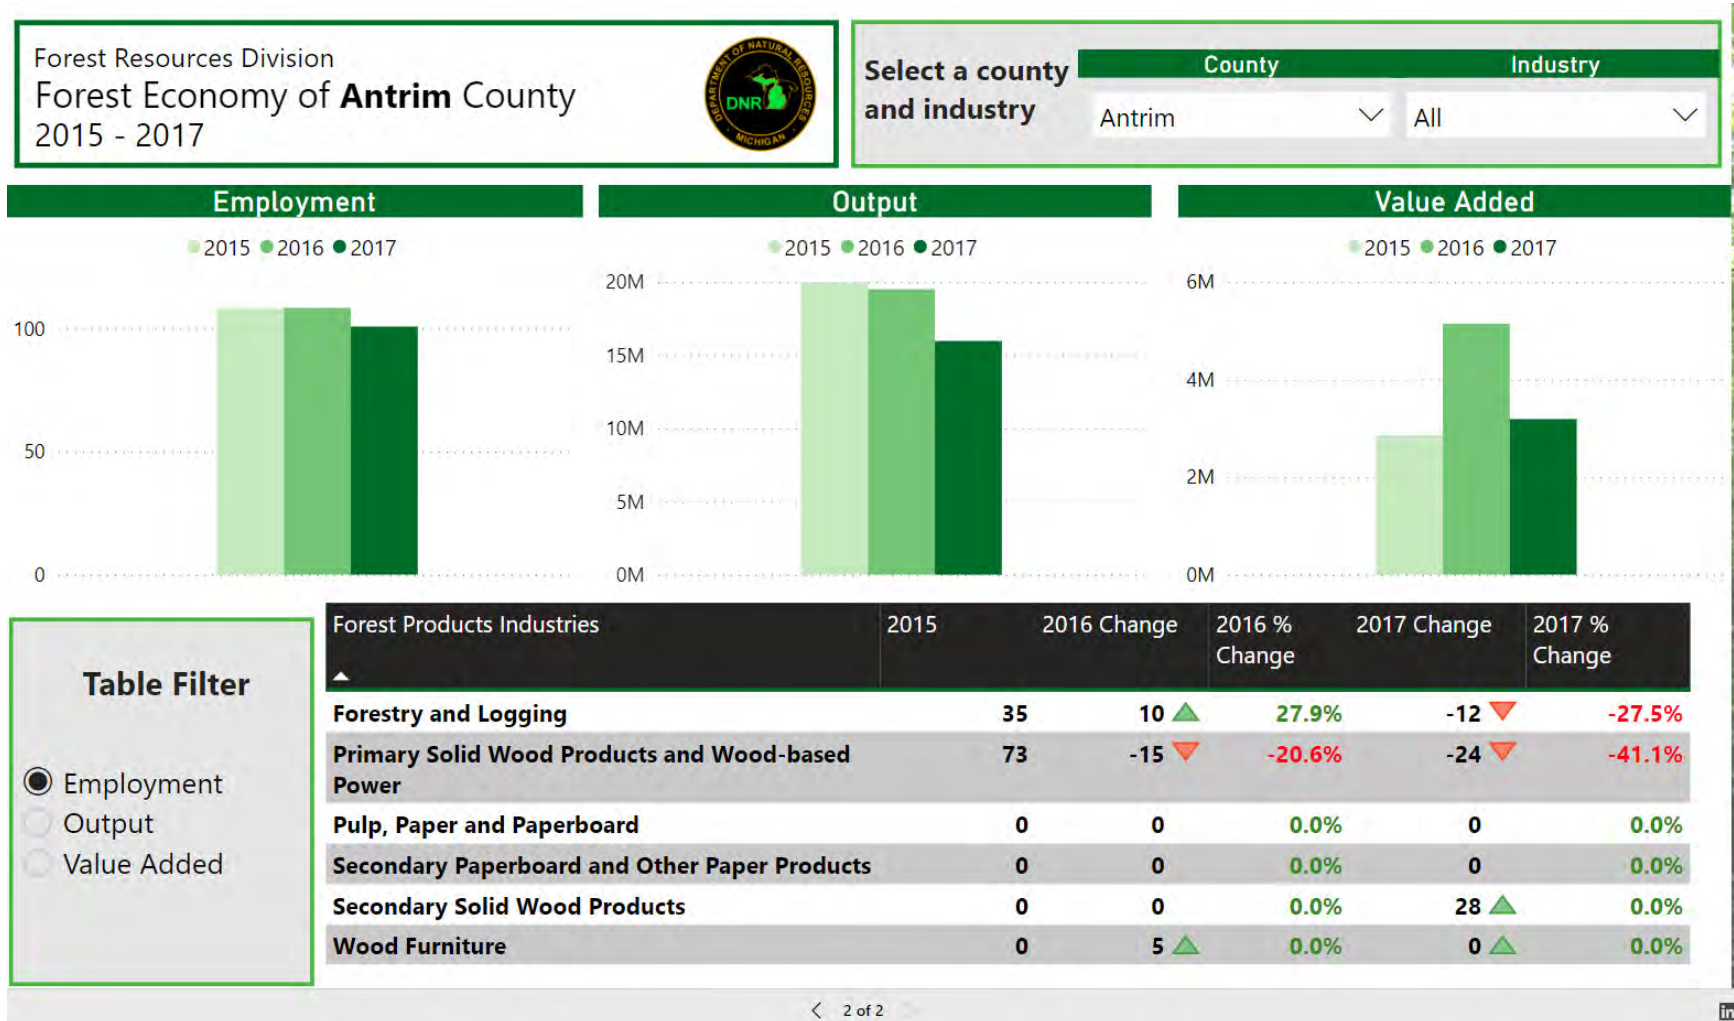 Forest Resources Division
Forest Economy of Antrim County
2015 - 2017
DEPARTMENT OF NATURAL RESOURCES
DNR
MICHIGAN
Select a county
and industry
County
Industry
Antrim
All
Employment
2015 2016 2017
100
50
0
Output
2015 2016 2017
20M
15M
10M
5M
0M
Value Added
2015 2016 2017
6M
4M
2M
0M
Table Filter
Employment
Output
Value Added
Forest Products Industries 2015 2016 Change 2016 % 2017 Change 2017 %
Change Change
Forestry and Logging 35 10 27.9% -12 -27.5%
Primary Solid Wood Products and Wood-based 73 -15 -20.6% -24 -41.1%
Power
Pulp, Paper and Paperboard 0 0 0.0% 0 0.0%
Secondary Paperboard and Other Paper Products 0 0 0.0% 0 0.0%
Secondary Solid Wood Products 0 0 0.0% 28 0.0%
Wood Furniture 0 5 0.0% 0 0.0%
2 of 2
in